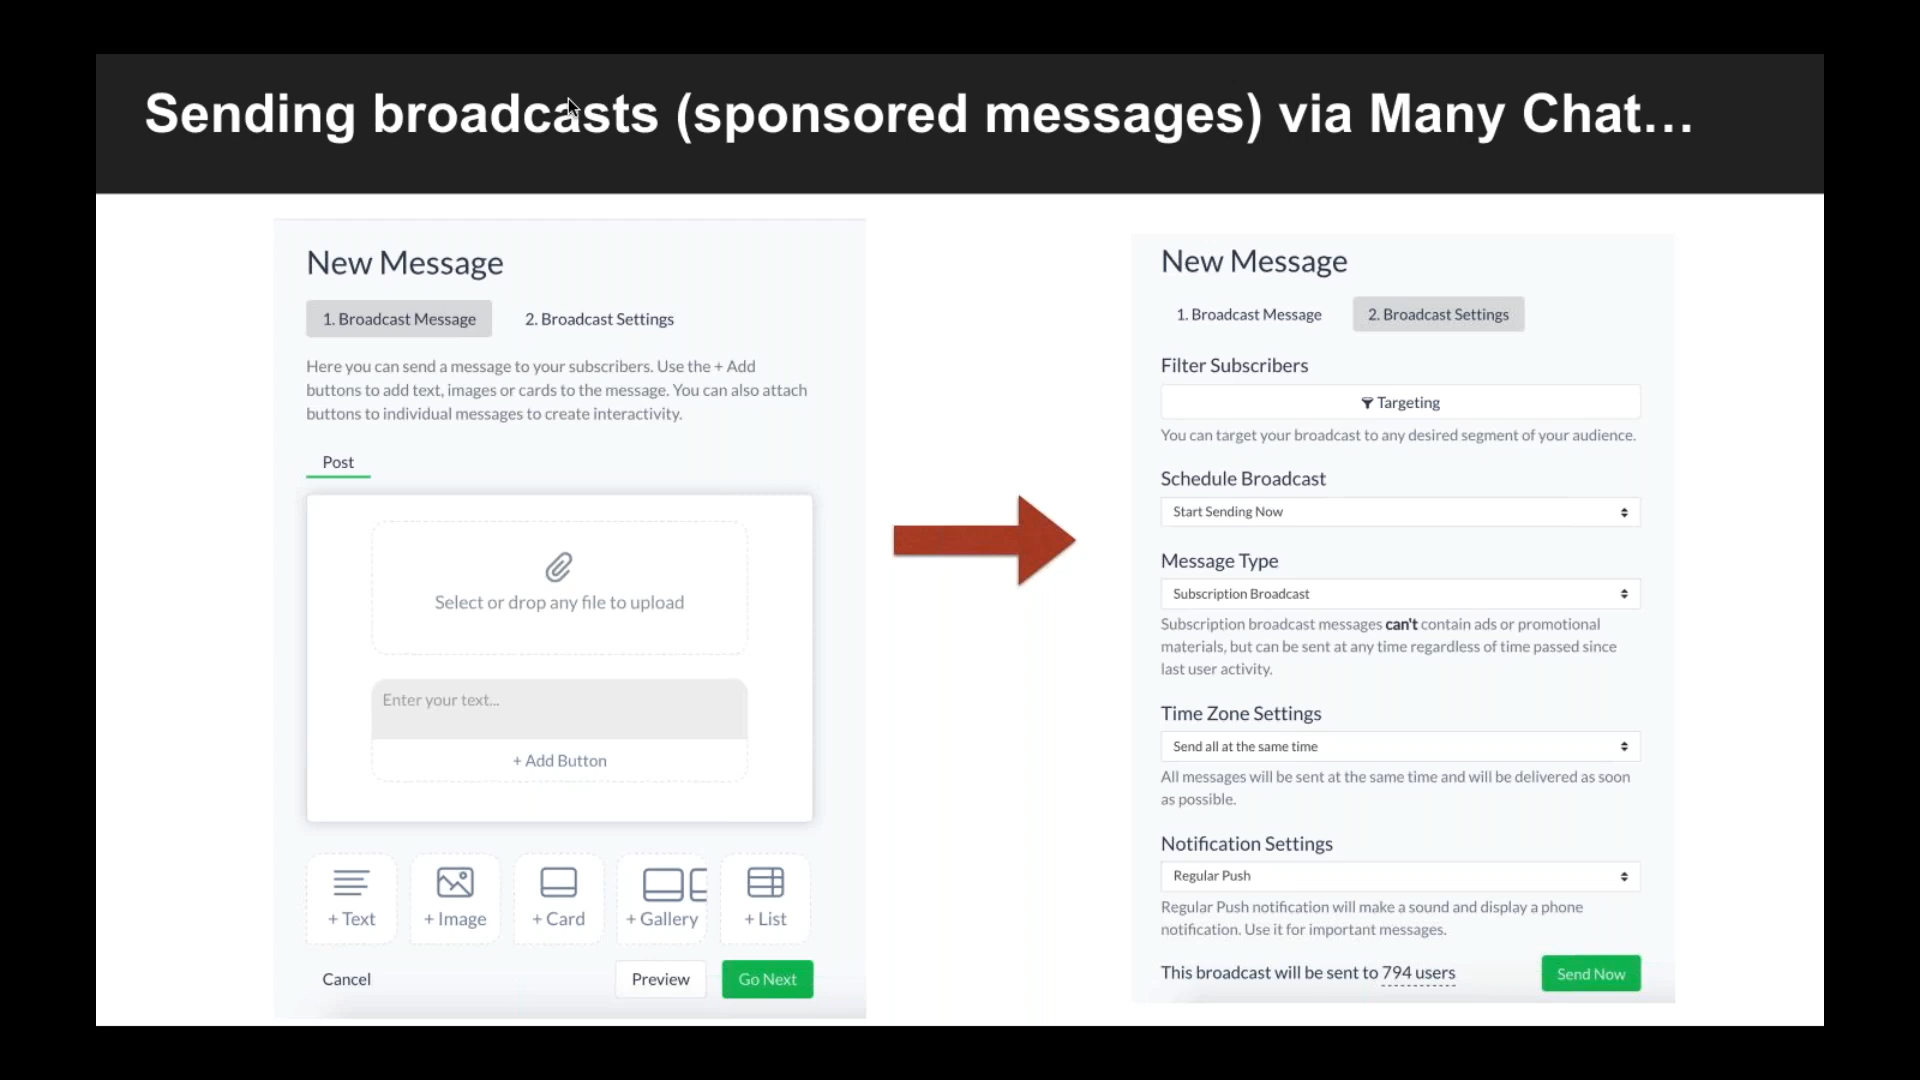 Sending broadcasts (sponsored messages) via Many Chat…
New Message
1. Broadcast Message
2. Broadcast Settings
Here you can send a message to your subscribers. Use the + Add
buttons to add text, images or cards to the message. You can also attach
buttons to individual messages to create interactivity.
Post
Select or drop any file to upload
Enter your text...
+ Add Button
+ Text
+ Image
+ Card
+ Gallery
+ List
Cancel
Preview
Go Next
New Message
1. Broadcast Message
2. Broadcast Settings
Filter Subscribers
Targeting
You can target your broadcast to any desired segment of your audience.
Schedule Broadcast
Start Sending Now
Message Type
Subscription Broadcast
Subscription broadcast messages can't contain ads or promotional
materials, but can be sent at any time regardless of time passed since
last user activity.
Time Zone Settings
Send all at the same time
All messages will be sent at the same time and will be delivered as soon
as possible.
Notification Settings
Regular Push
Regular Push notification will make a sound and display a phone
notification. Use it for important messages.
This broadcast will be sent to 794 users
Send Now